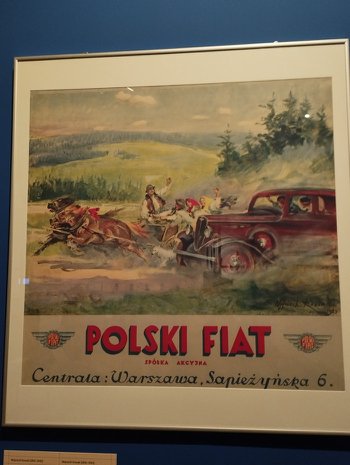 POLSKI FIAT
SPÓŁKA AKCYJNA
Centrala: Warszawa, Sapieżyńska 6.